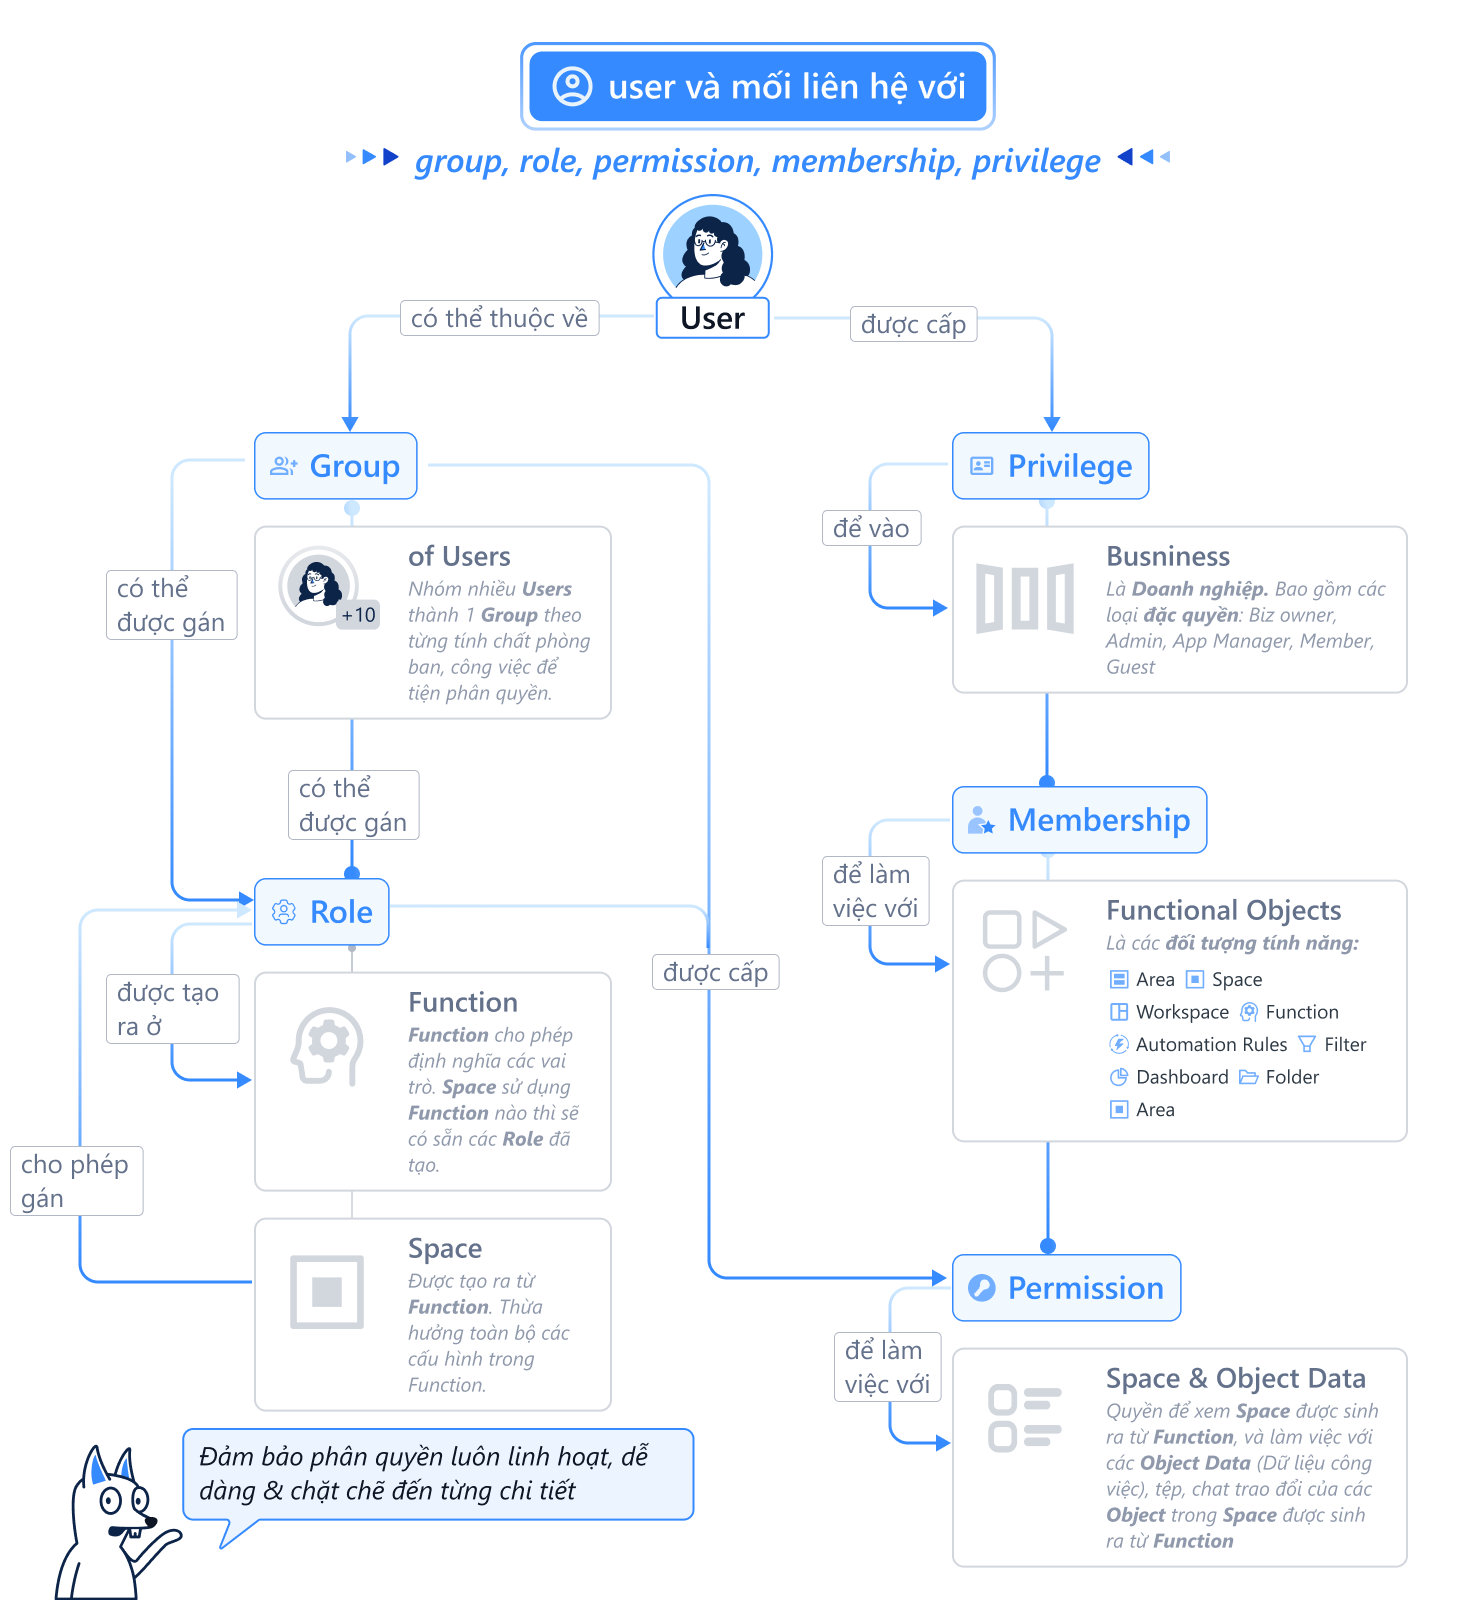 user và mối liên hệ với
group, role, permission, membership, privilege
User
có thể thuộc về
được cấp
Group
of Users
Nhóm nhiều Users
thành 1 Group theo
từng tính chất phòng
ban, công việc để
tiện phân quyền.
+10
có thể
được gán
có thể
được gán
Role
được tạo
ra ở
Function
Function cho phép
định nghĩa các vai
trò. Space sử dụng
Function nào thì sẽ
có sẵn các Role đã
tạo.
cho phép
gán
Space
Được tạo ra từ
Function. Thừa
hưởng toàn bộ các
cấu hình trong
Function.
được cấp
Privilege
để vào
Busniness
Là Doanh nghiệp. Bao gồm các
loại đặc quyền: Biz owner,
Admin, App Manager, Member,
Guest
Membership
để làm
việc với
Functional Objects
Là các đối tượng tính năng:
Area Space
Workspace Function
Automation Rules Filter
Dashboard Folder
Area
Permission
để làm
việc với
Space & Object Data
Quyền để xem Space được sinh
ra từ Function, và làm việc với
các Object Data (Dữ liệu công
việc), tệp, chat trao đổi của các
Object trong Space được sinh
ra từ Function
Đảm bảo phân quyền luôn linh hoạt, dễ
dàng & chặt chẽ đến từng chi tiết